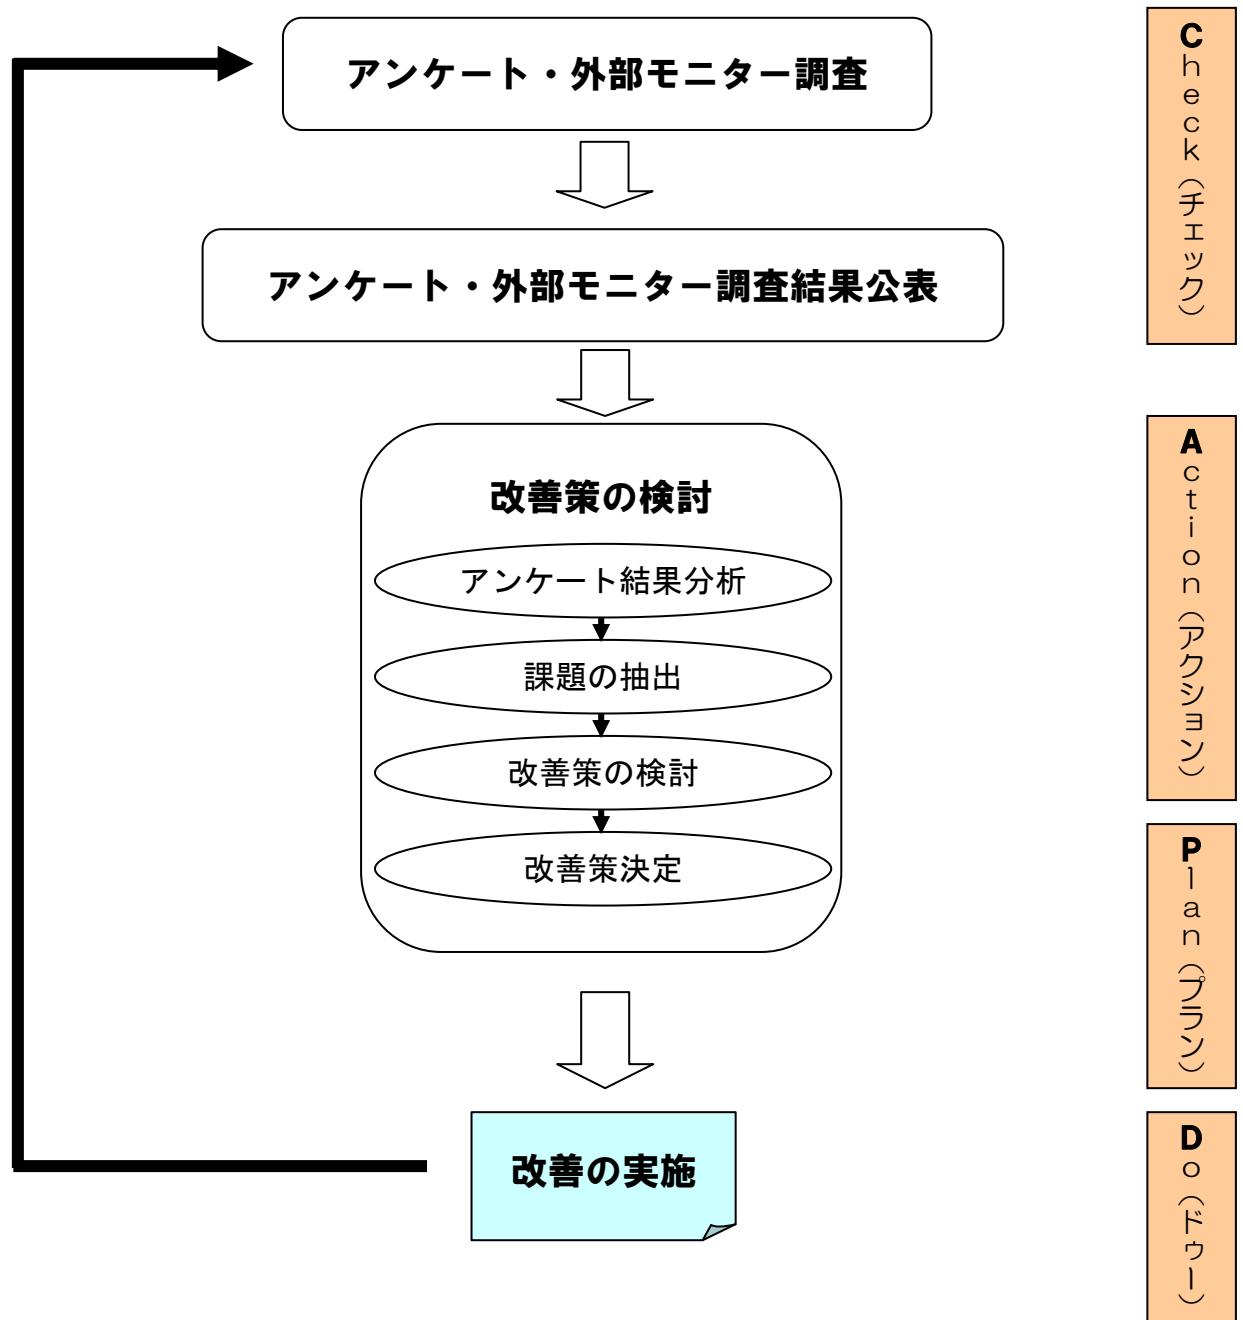 アンケート・外部モニター調査
アンケート・外部モニター調査結果公表
改善策の検討
アンケート結果分析
課題の抽出
改善策の検討
改善策決定
改善の実施
Check(チェック)
Action(アクション)
Plan(プラン)
Do(ドゥー)